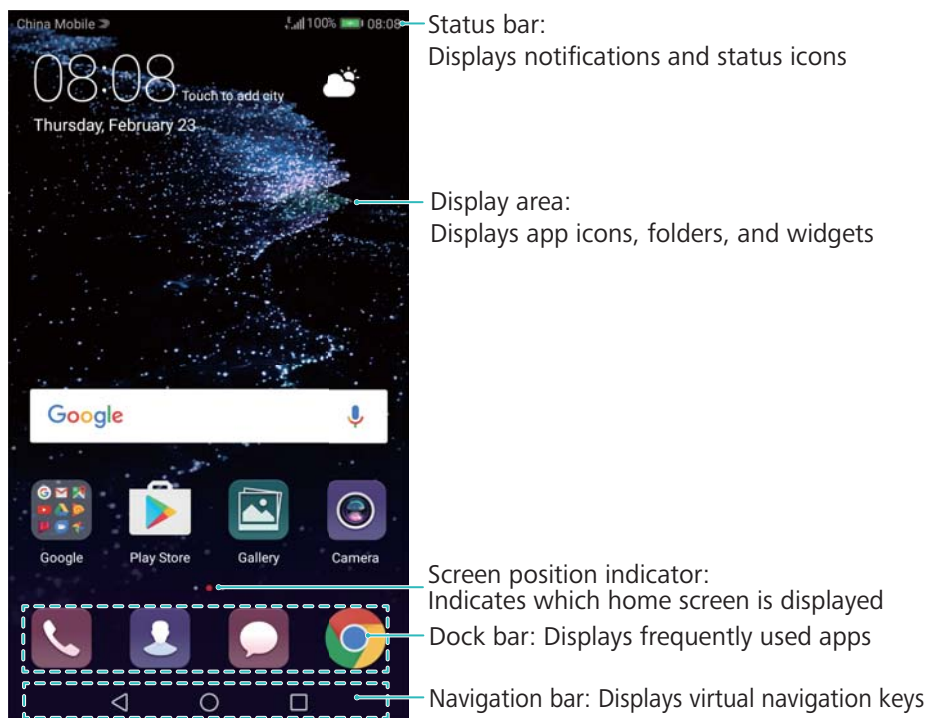 China Mobile
100% 08:08
Status bar:
Displays notifications and status icons
08:08 Touch to add city
Thursday, February 23
Display area:
Displays app icons, folders, and widgets
Google
Google Play Store Gallery Camera
Screen position indicator:
Indicates which home screen is displayed
Dock bar: Displays frequently used apps
Navigation bar: Displays virtual navigation keys